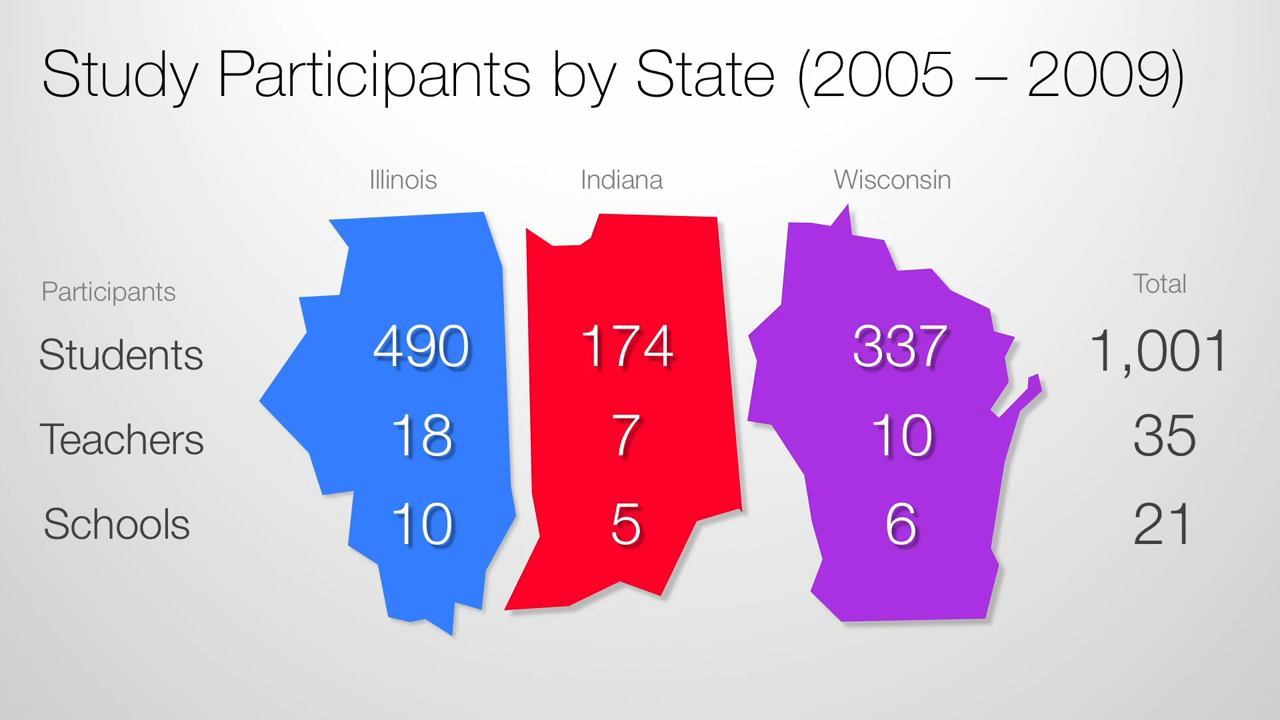 Study Participants by State (2005 – 2009)
Illinois Indiana Wisconsin
Participants Total
Students 490 174 337 1,001
Teachers 18 7 10 35
Schools 10 5 6 21